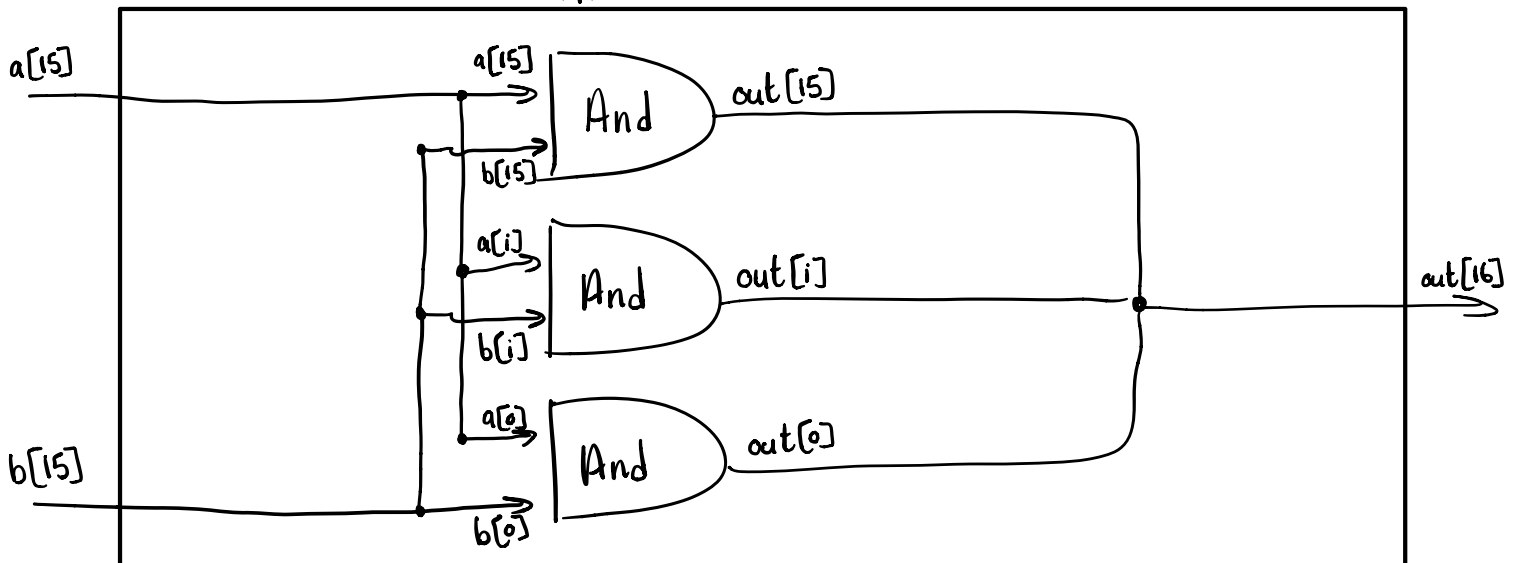 a[15]
a[15]
And
out[15]
b[15]
a[i]
And
out[i]
out[16]
b[i]
a[0]
And
out[0]
b[15]
b[0]